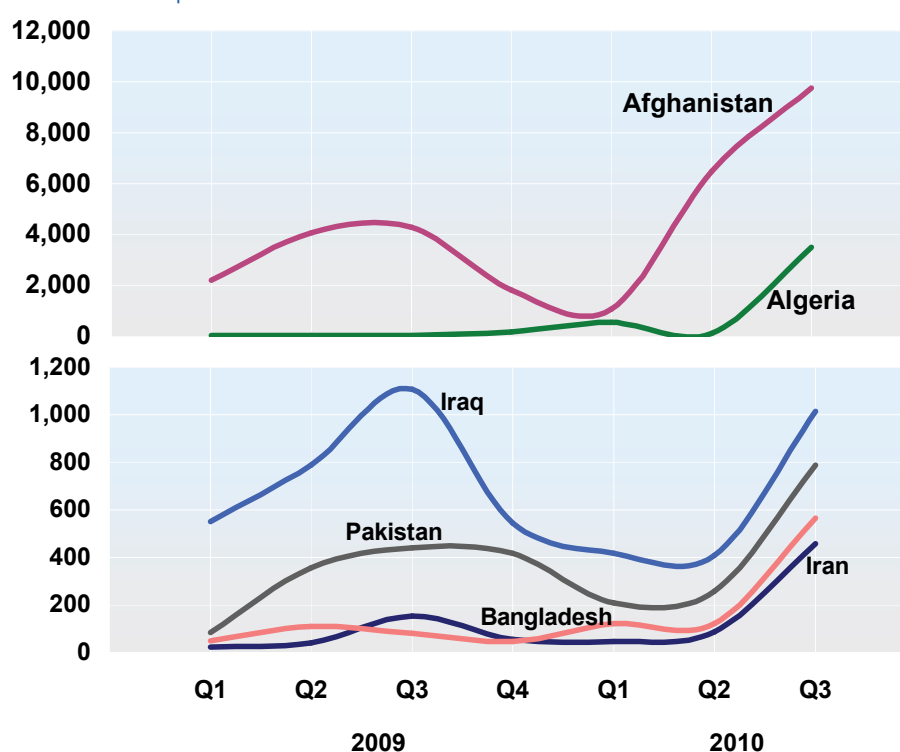 12,000
10,000
Afghanistan
8,000
6,000
4,000
2,000
Algeria
0
1,200
1,000
Iraq
800
600
Pakistan
400
Iran
200
Bangladesh
0
Q1 Q2 Q3 Q4 Q1 Q2 Q3
2009 2010